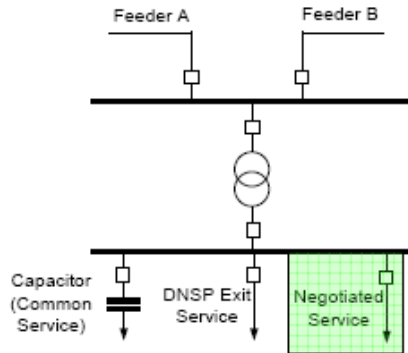 Feeder A
Feeder B
Capacitor
(Common
Service)
DNSP Exit
Service
Negotiated
Service